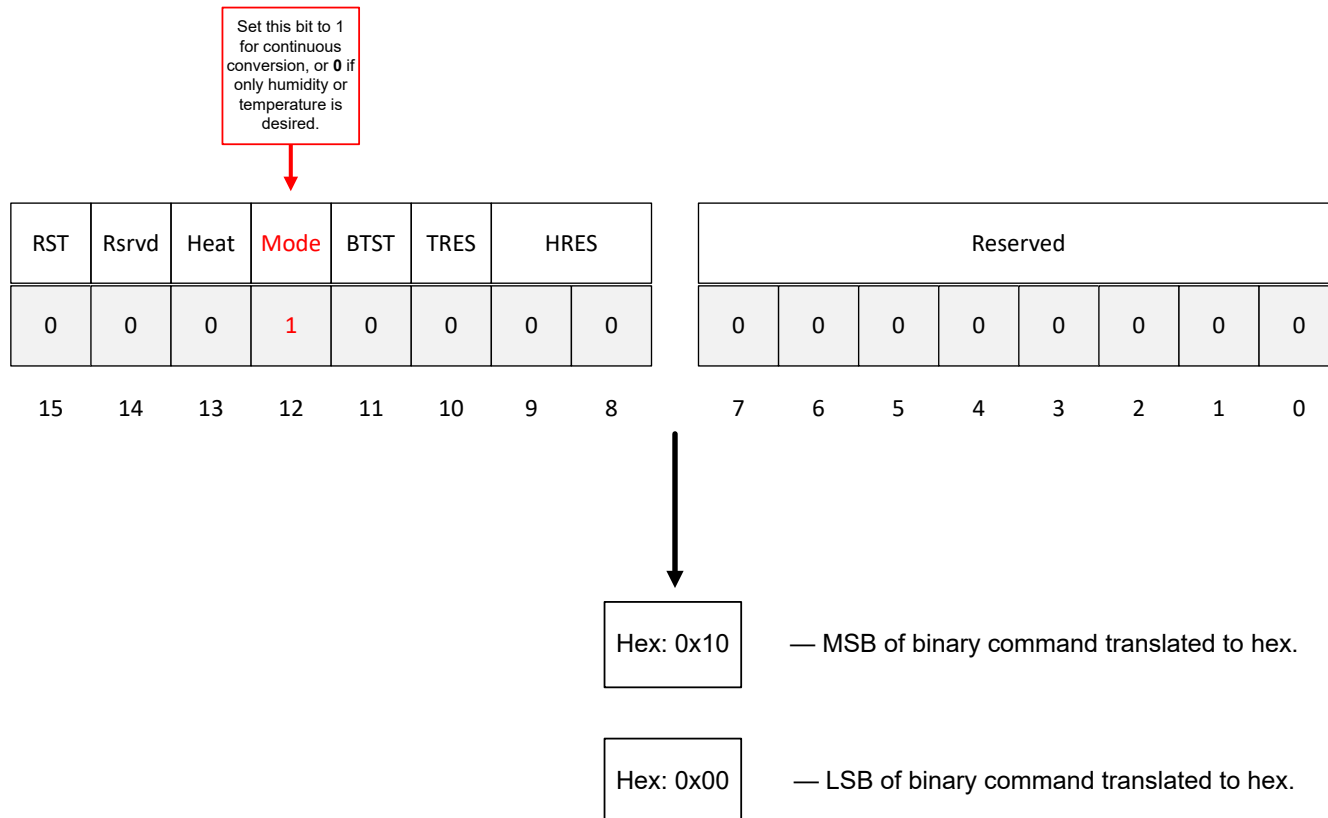 Set this bit to 1
for continuous
conversion, or 0 if
only humidity or
temperature is
desired.
RST Rsrvd Heat Mode BTST TRES HRES Reserved
0 0 0 1 0 0 0 0 0 0 0 0 0 0 0 0
15 14 13 12 11 10 9 8 7 6 5 4 3 2 1 0
Hex: 0x10 — MSB of binary command translated to hex.
Hex: 0x00 — LSB of binary command translated to hex.